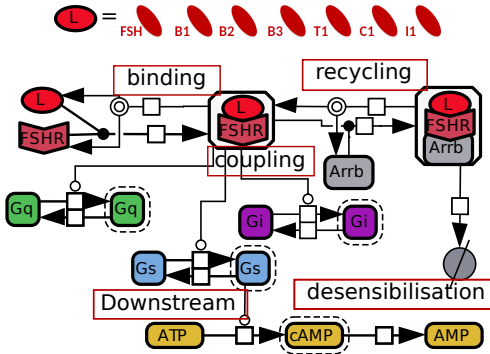 L = FSH B1 B2 B3 T1 C1 I1
binding
recycling
L
L
L
FSHR
FSHR
FSHR
Arrb
coupling
Arrb
Gq
Gq
Gi
Gi
Gs
Gs
desensibilisation
Downstream
ATP
cAMP
AMP